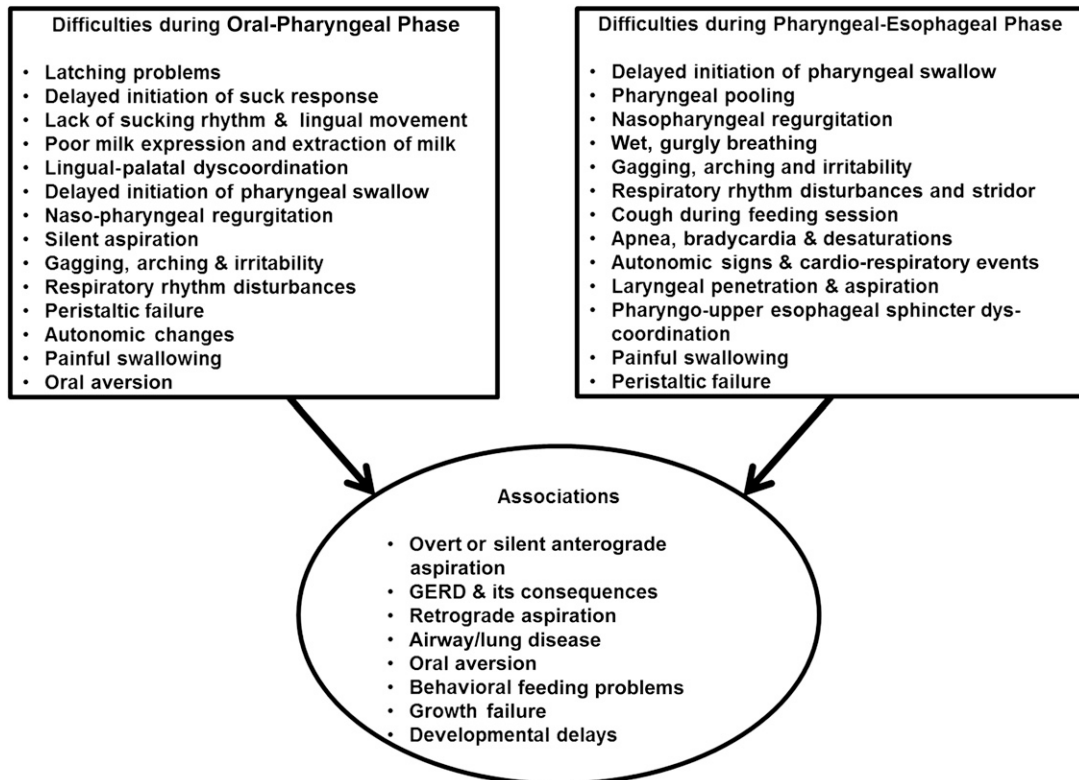 Difficulties during Oral-Pharyngeal Phase
• Latching problems
• Delayed initiation of suck response
• Lack of sucking rhythm & lingual movement
• Poor milk expression and extraction of milk
• Lingual-palatal dyscoordination
• Delayed initiation of pharyngeal swallow
• Naso-pharyngeal regurgitation
• Silent aspiration
• Gagging, arching & irritability
• Respiratory rhythm disturbances
• Peristaltic failure
• Autonomic changes
• Painful swallowing
• Oral aversion
Difficulties during Pharyngeal-Esophageal Phase
• Delayed initiation of pharyngeal swallow
• Pharyngeal pooling
• Nasopharyngeal regurgitation
• Wet, gurgly breathing
• Gagging, arching and irritability
• Respiratory rhythm disturbances and stridor
• Cough during feeding session
• Apnea, bradycardia & desaturations
• Autonomic signs & cardio-respiratory events
• Laryngeal penetration & aspiration
• Pharyngo-upper esophageal sphincter dys-
coordination
• Painful swallowing
• Peristaltic failure
Associations
• Overt or silent anterograde
aspiration
• GERD & its consequences
• Retrograde aspiration
• Airway/lung disease
• Oral aversion
• Behavioral feeding problems
• Growth failure
• Developmental delays